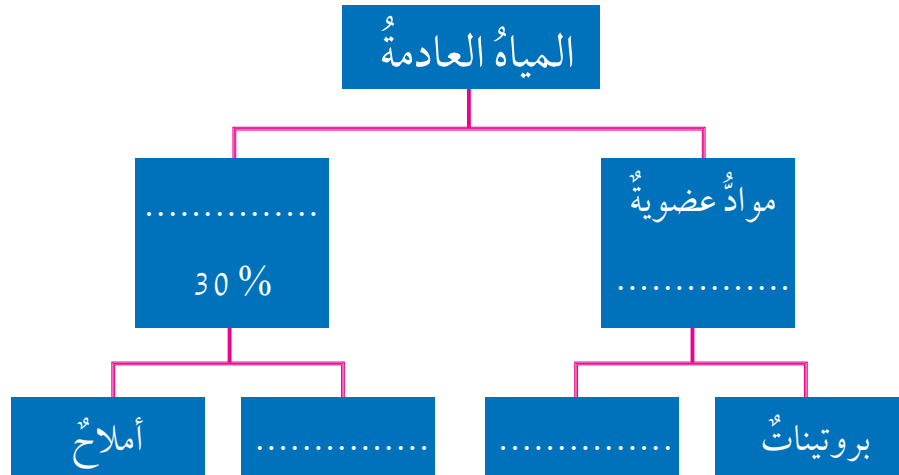 المياهُ العادمةُ
موادُّ عضويةٌ
...............
...............
30 %
بروتيناتٌ
...............
...............
أملاحٌ